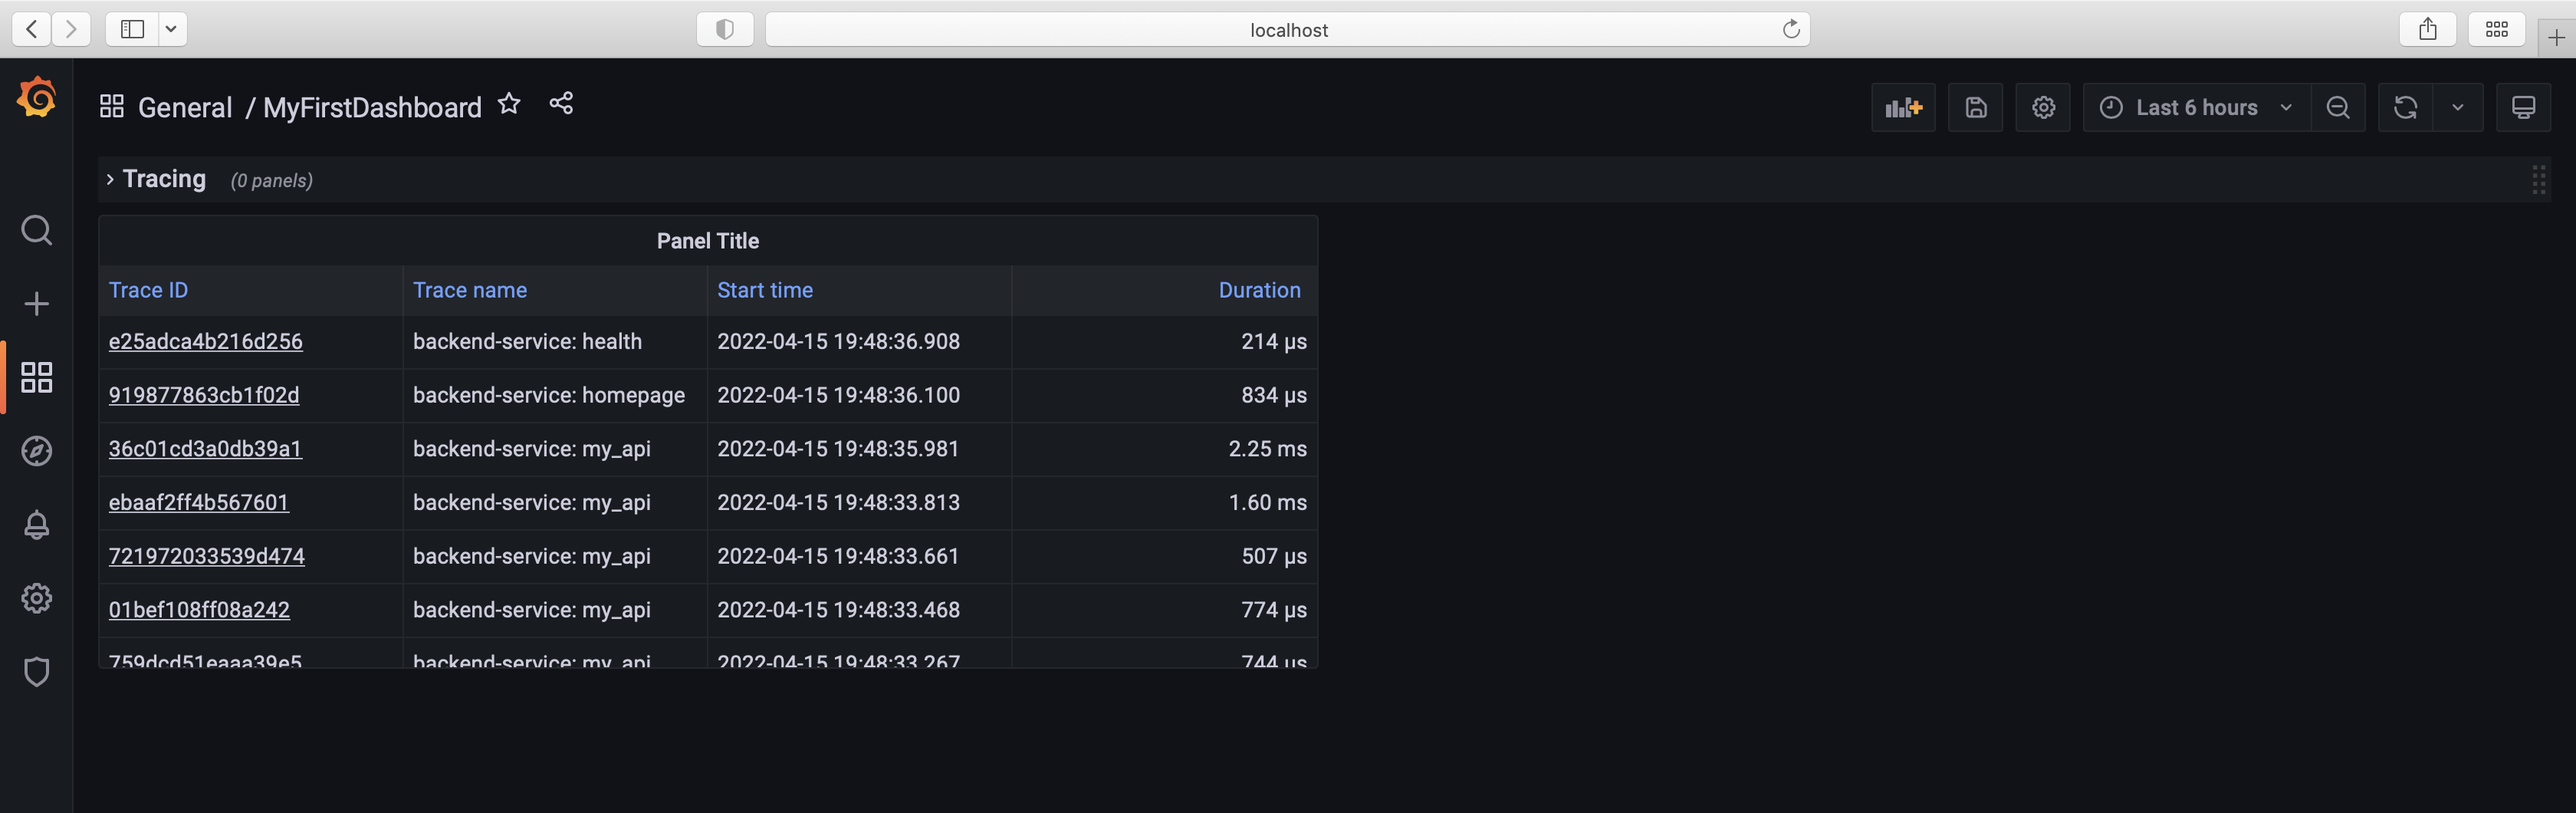 localhost
General / MyFirstDashboard
Last 6 hours
Tracing (0 panels)
Panel Title
Trace ID Trace name Start time Duration
e25adca4b216d256 backend-service: health 2022-04-15 19:48:36.908 214 µs
919877863cb1f02d backend-service: homepage 2022-04-15 19:48:36.100 834 µs
36c01cd3a0db39a1 backend-service: my_api 2022-04-15 19:48:35.981 2.25 ms
ebaaf2ff4b567601 backend-service: my_api 2022-04-15 19:48:33.813 1.60 ms
721972033539d474 backend-service: my_api 2022-04-15 19:48:33.661 507 µs
01bef108ff08a242 backend-service: my_api 2022-04-15 19:48:33.468 774 µs
759dcd51eaaa39e5 backend-service: my_api 2022-04-15 19:48:33.267 744 µs